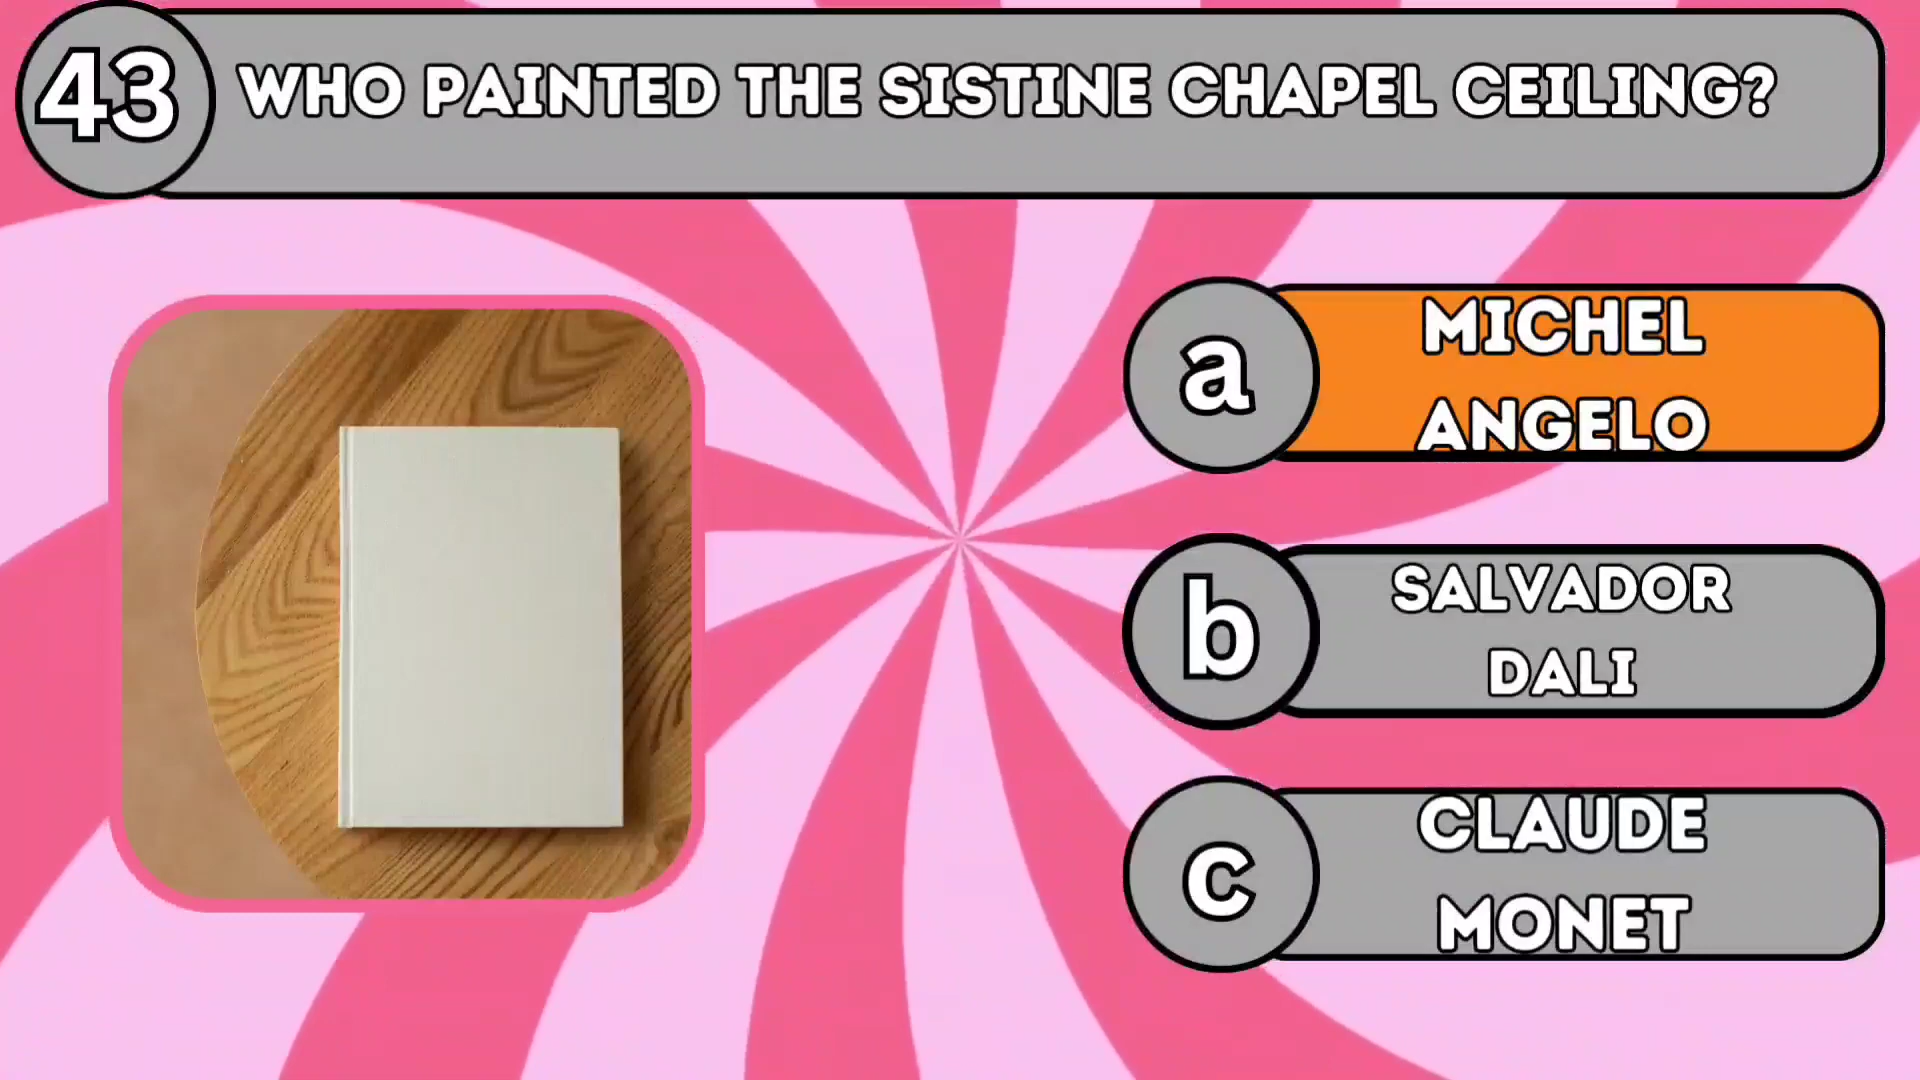 43
WHO PAINTED THE SISTINE CHAPEL CEILING?
a
MICHEL
ANGELO
b
SALVADOR
DALI
c
CLAUDE
MONET